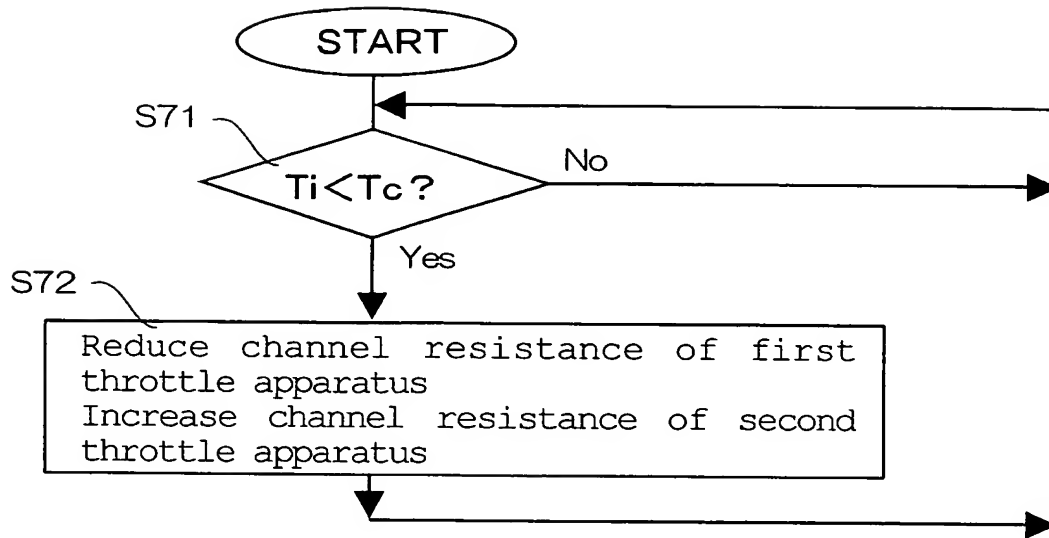 START
S71
Ti<Tc?
No
Yes
S72
Reduce channel resistance of first
throttle apparatus
Increase channel resistance of second
throttle apparatus